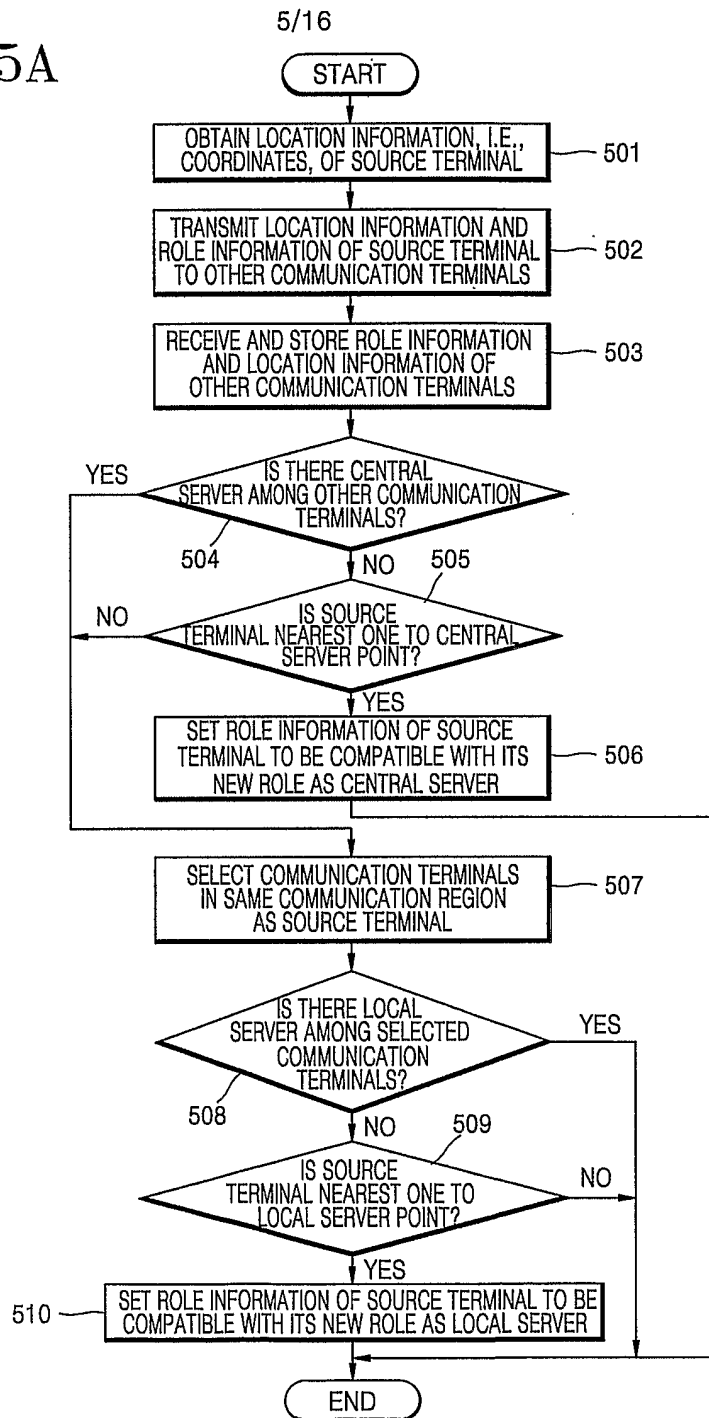 5/16
5A
START
OBTAIN LOCATION INFORMATION, I.E.,
COORDINATES, OF SOURCE TERMINAL
501
TRANSMIT LOCATION INFORMATION AND
ROLE INFORMATION OF SOURCE TERMINAL
TO OTHER COMMUNICATION TERMINALS
502
RECEIVE AND STORE ROLE INFORMATION
AND LOCATION INFORMATION OF
OTHER COMMUNICATION TERMINALS
503
YES
IS THERE CENTRAL
SERVER AMONG OTHER COMMUNICATION
TERMINALS?
504
NO
505
NO
IS SOURCE
TERMINAL NEAREST ONE TO CENTRAL
SERVER POINT?
YES
SET ROLE INFORMATION OF SOURCE
TERMINAL TO BE COMPATIBLE WITH ITS
NEW ROLE AS CENTRAL SERVER
506
SELECT COMMUNICATION TERMINALS
IN SAME COMMUNICATION REGION
AS SOURCE TERMINAL
507
IS THERE LOCAL
SERVER AMONG SELECTED
COMMUNICATION
TERMINALS?
YES
508
NO
509
IS SOURCE
TERMINAL NEAREST ONE TO
LOCAL SERVER POINT?
NO
YES
510
SET ROLE INFORMATION OF SOURCE TERMINAL TO BE
COMPATIBLE WITH ITS NEW ROLE AS LOCAL SERVER
END